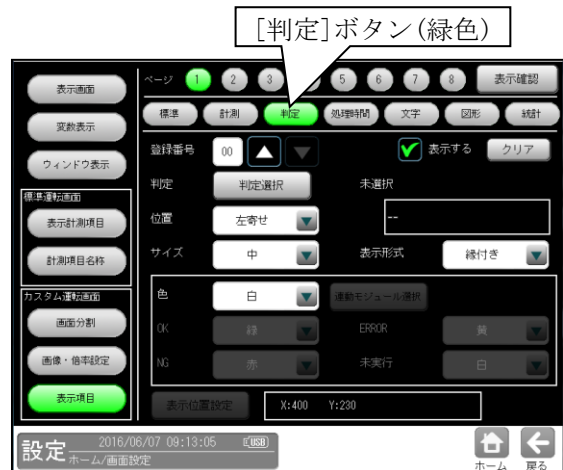 [判定]ボタン(緑色)
ページ 1 2 3 5 6 7 8 表示確認
表示画面
変数表示
ウィンドウ表示
標準運転画面
表示計測項目
計測項目名称
カスタム運転画面
画面分割
画像・倍率設定
表示項目
標準 計測 判定 処理時間 文字 図形 統計
登録番号 00 表示する クリア
判定 判定選択 未選択
位置 左寄せ --
サイズ 中 表示形式 縁付き
色 白 連動モジュール選択
OK 緑 ERROR 黄
NG 赤 未実行 白
表示位置設定 X:400 Y:230
設定 2016/06/07 09:13:05 USB
ホーム/画面設定
ホーム 戻る